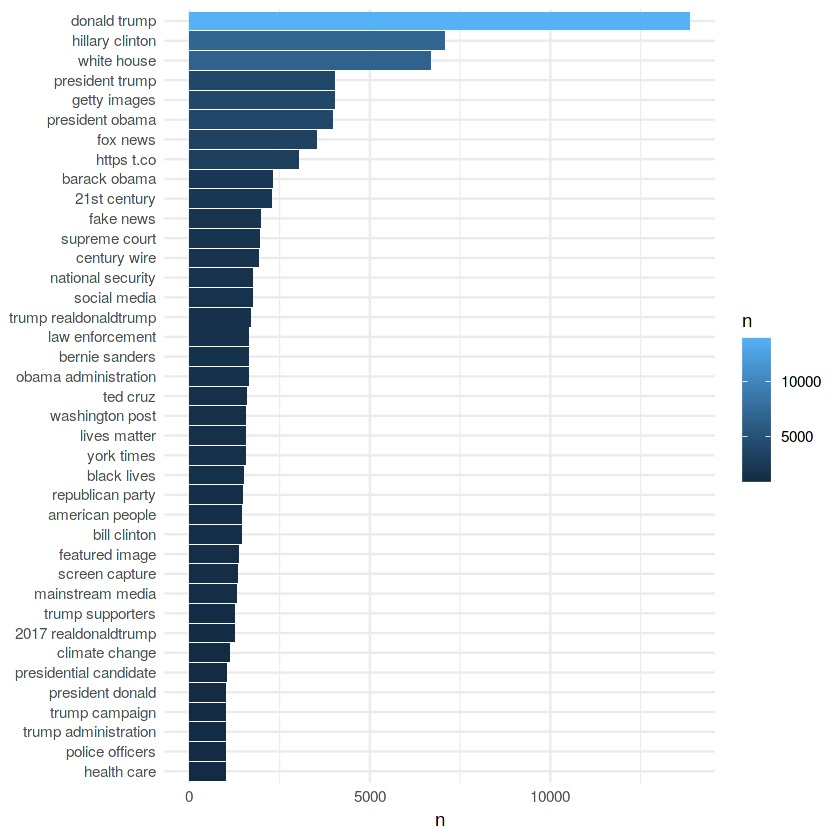 donald trump
hillary clinton
white house
president trump
getty images
president obama
fox news
https t.co
barack obama
21st century
fake news
supreme court
century wire
national security
social media
trump realdonaldtrump
law enforcement
bernie sanders
obama administration
ted cruz
washington post
lives matter
york times
black lives
republican party
american people
bill clinton
featured image
screen capture
mainstream media
trump supporters
2017 realdonaldtrump
climate change
presidential candidate
president donald
trump campaign
trump administration
police officers
health care
0 5000 10000
n
n
10000
5000